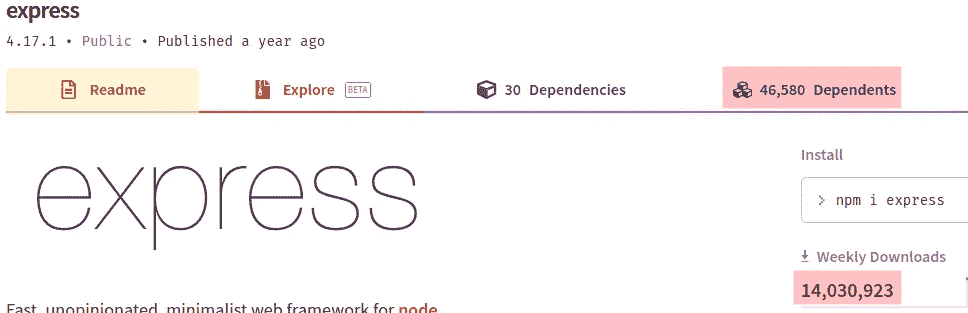 express
4.17.1 • Public • Published a year ago
Readme
Explore BETA
30 Dependencies
46,580 Dependents
express
Install
> npm i express
Weekly Downloads
14,030,923
Fast, unopinionated, minimalist web framework for node